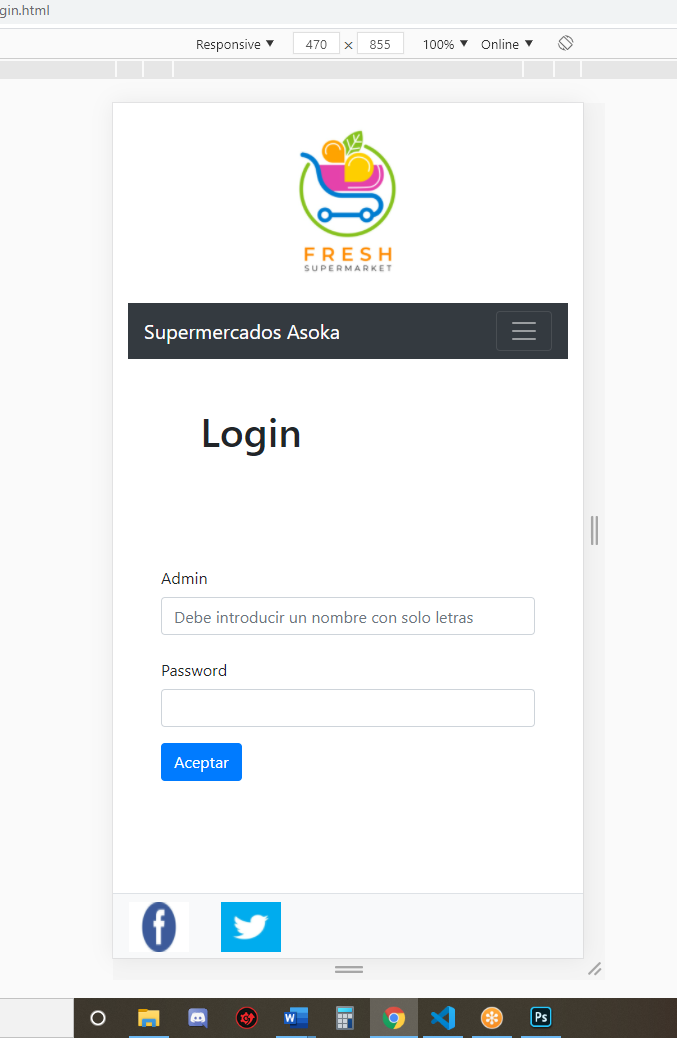 gin.html
Responsive ▼ 470 × 855 100% ▼ Online ▼
FRESH
SUPERMARKET
Supermercados Asoka
Login
Admin
Debe introducir un nombre con solo letras
Password
Aceptar
f
W
Ps